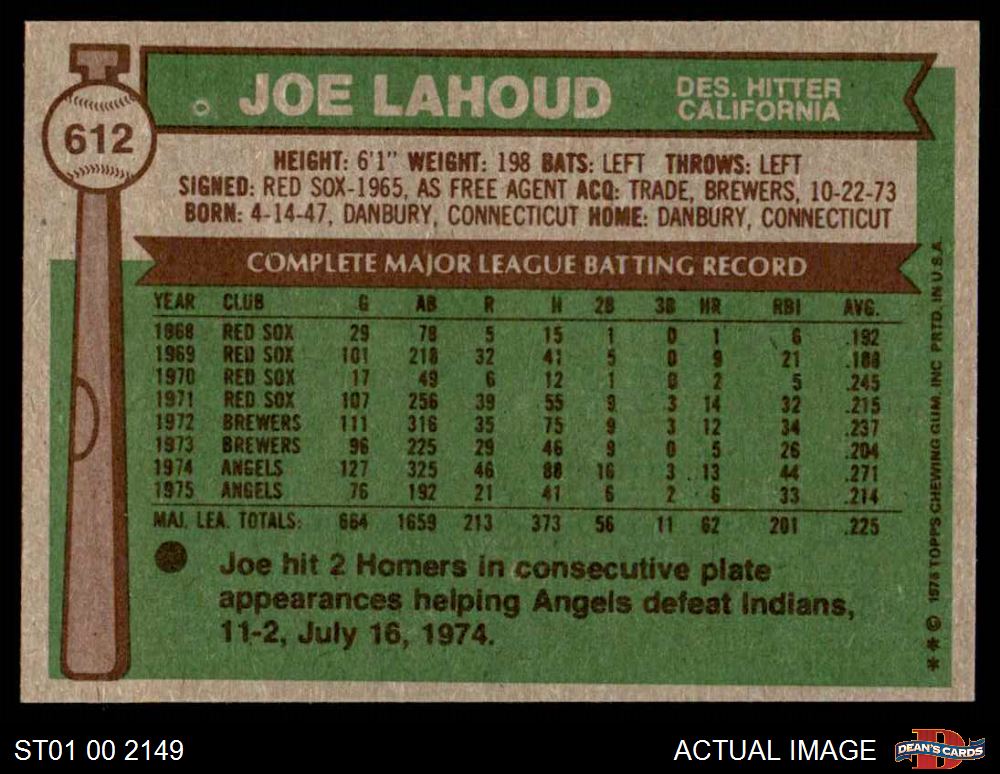 612
JOE LAHOUD
DES. HITTER
CALIFORNIA
HEIGHT: 6'1" WEIGHT: 198 BATS: LEFT THROWS: LEFT
SIGNED: RED SOX-1965, AS FREE AGENT ACQ: TRADE, BREWERS, 10-22-73
BORN: 4-14-47, DANBURY, CONNECTICUT HOME: DANBURY, CONNECTICUT
COMPLETE MAJOR LEAGUE BATTING RECORD
YEAR CLUB G AB R H 2B 3B HR RBI AVG.
1968 RED SOX 29 78 5 15 1 0 1 6 .192
1969 RED SOX 101 218 32 41 5 0 9 21 .188
1970 RED SOX 17 49 6 12 1 0 2 5 .245
1971 RED SOX 107 256 39 55 9 3 14 32 .215
1972 BREWERS 111 316 35 75 9 3 12 34 .237
1973 BREWERS 96 225 29 46 9 0 5 26 .204
1974 ANGELS 127 325 46 88 16 3 13 44 .271
1975 ANGELS 76 192 21 41 6 2 6 33 .214
MAJ. LEA. TOTALS: 664 1659 213 373 56 11 62 201 .225
Joe hit 2 Homers in consecutive plate
appearances helping Angels defeat Indians,
11-2, July 16, 1974.
** © 1976 TOPPS CHEWING GUM, INC PRTD. IN U.S.A.
ST01 00 2149
ACTUAL IMAGE
D
DEAN'S CARDS